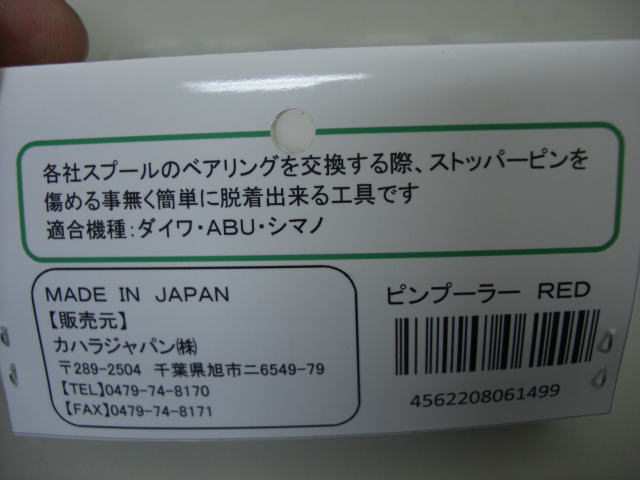 各社スプールのベアリングを交換する際、ストッパーピンを
傷める事無く簡単に脱着出来る工具です
適合機種：ダイワ・ABU・シマノ
MADE IN JAPAN
【販売元】
カハラジャパン㈱
〒289-2504 千葉県旭市ニ6549-79
【TEL】0479-74-8170
【FAX】0479-74-8171
ピンプーラー RED
4562208061499